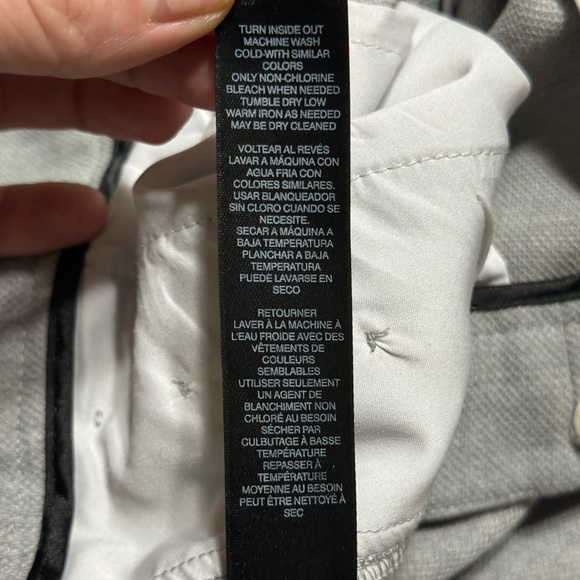 TURN INSIDE OUT
MACHINE WASH
COLD-WITH SIMILAR
COLORS
ONLY NON-CHLORINE
BLEACH WHEN NEEDED
TUMBLE DRY LOW
WARM IRON AS NEEDED
MAY BE DRY CLEANED
VOLTEAR AL REVÉS
LAVAR A MÁQUINA CON
AGUA FRIA CON
COLORES SIMILARES.
USAR BLANQUEADOR
SIN CLORO CUANDO SE
NECESITE.
SECAR A MÁQUINA A
BAJA TEMPERATURA
PLANCHAR A BAJA
TEMPERATURA
PUEDE LAVARSE EN
SECO
RETOURNER
LAVER À LA MACHINE À
L'EAU FROIDE AVEC DES
VÊTEMENTS DE
COULEURS
SEMBLABLES
UTILISER SEULEMENT
UN AGENT DE
BLANCHIMENT NON
CHLORÉ AU BESOIN
SÉCHER PAR
CULBUTAGE À BASSE
TEMPÉRATURE
REPASSER À
TEMPÉRATURE
MOYENNE AU BESOIN
PEUT ÊTRE NETTOYÉ À
SEC